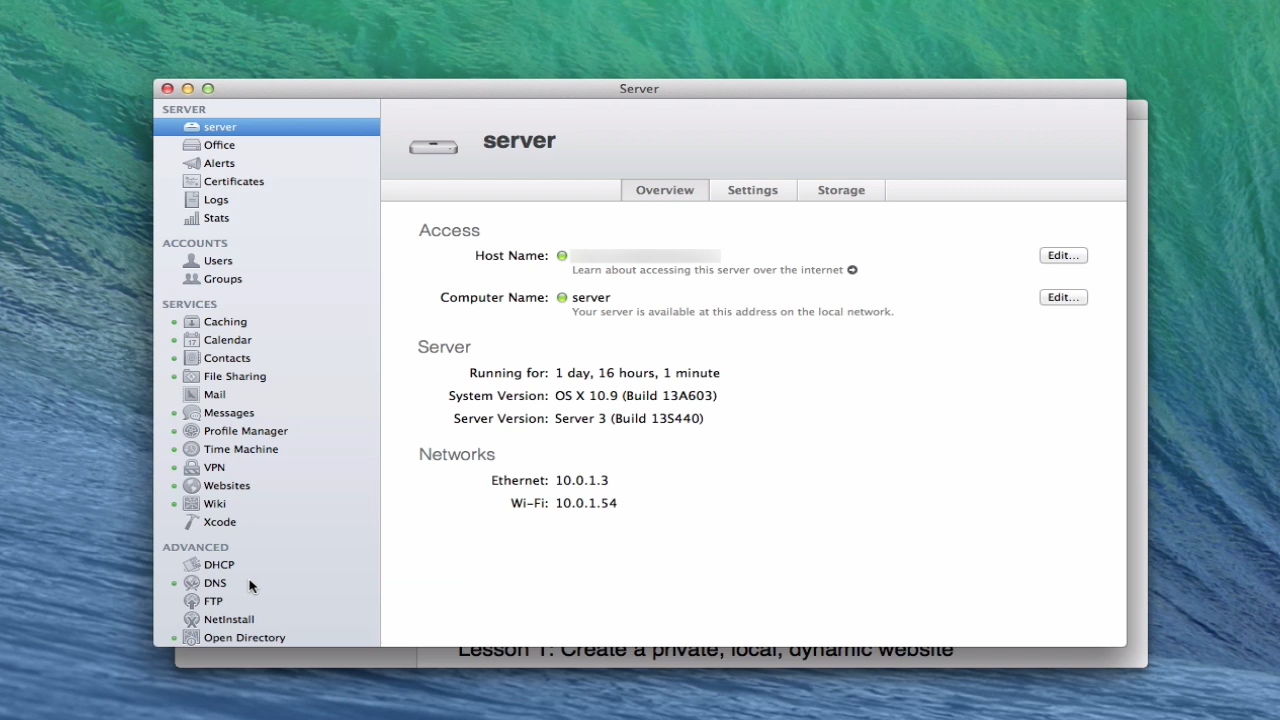 Server
SERVER
server
Office
Alerts
Certificates
Logs
Stats
ACCOUNTS
Users
Groups
SERVICES
Caching
17
Calendar
Contacts
File Sharing
Mail
Messages
Profile Manager
Time Machine
VPN
Websites
Wiki
Xcode
ADVANCED
DHCP
DNS
FTP
NetInstall
Open Directory
server
Overview Settings Storage
Access
Host Name: Edit...
Learn about accessing this server over the internet
Computer Name: server Edit...
Your server is available at this address on the local network.
Server
Running for: 1 day, 16 hours, 1 minute
System Version: OS X 10.9 (Build 13A603)
Server Version: Server 3 (Build 13S440)
Networks
Ethernet: 10.0.1.3
Wi-Fi: 10.0.1.54
Lesson 1: Create a private, local, dynamic website